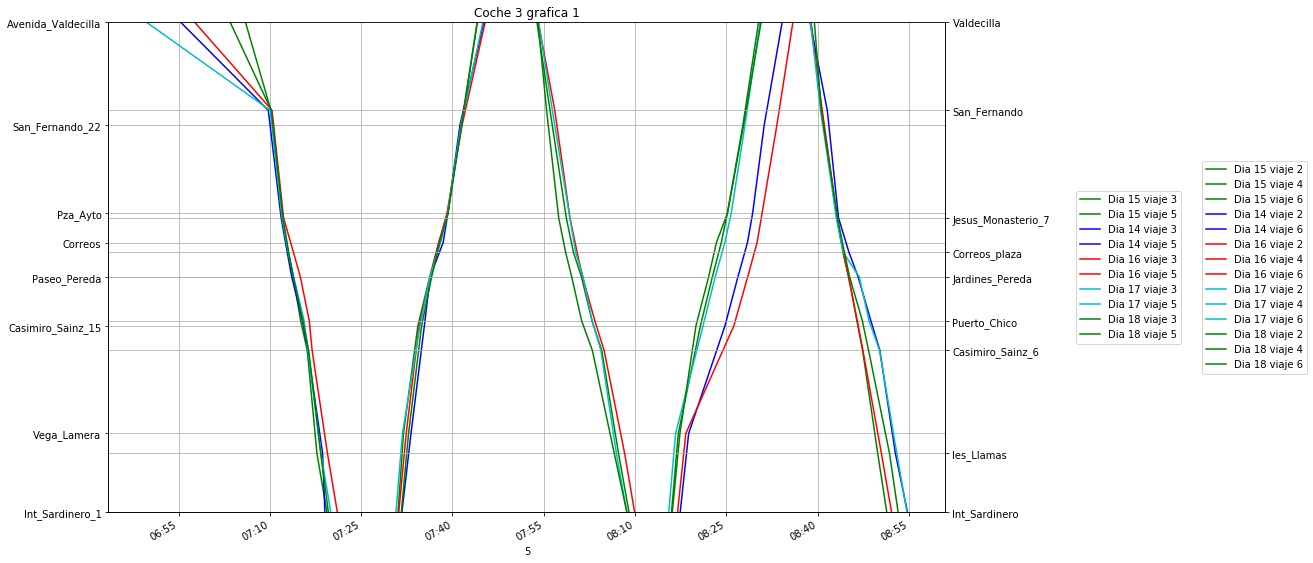 Coche 3 grafica 1
Avenida_Valdecilla
San_Fernando_22
Pza_Ayto
Correos
Paseo_Pereda
Casimiro_Sainz_15
Vega_Lamera
Int_Sardinero_1
Valdecilla
San_Fernando
Jesus_Monasterio_7
Correos_plaza
Jardines_Pereda
Puerto_Chico
Casimiro_Sainz_6
Ies_Llamas
Int_Sardinero
06:55
07:10
07:25
07:40
07:55
08:10
08:25
08:40
08:55
5
Dia 15 viaje 3
Dia 15 viaje 5
Dia 14 viaje 3
Dia 14 viaje 5
Dia 16 viaje 3
Dia 16 viaje 5
Dia 17 viaje 3
Dia 17 viaje 5
Dia 18 viaje 3
Dia 18 viaje 5
Dia 15 viaje 2
Dia 15 viaje 4
Dia 15 viaje 6
Dia 14 viaje 2
Dia 14 viaje 6
Dia 16 viaje 2
Dia 16 viaje 4
Dia 16 viaje 6
Dia 17 viaje 2
Dia 17 viaje 4
Dia 17 viaje 6
Dia 18 viaje 2
Dia 18 viaje 4
Dia 18 viaje 6